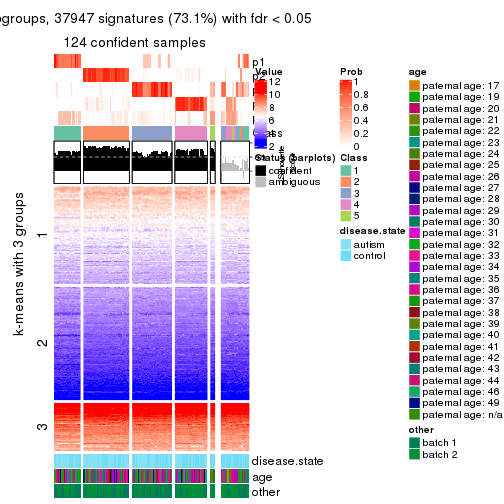 ogroups, 37947 signatures (73.1%) with fdr < 0.05
124 confident samples
p1
k-means with 3 groups
1
2
3
disease.state
age
other
Value
12
10
8
6
4
2
Status (barplots)
confident
ambiguous
Prob
1
0.8
0.6
0.4
0.2
0
Class
1
2
3
4
5
disease.state
autism
control
age
paternal age: 17
paternal age: 19
paternal age: 20
paternal age: 21
paternal age: 22
paternal age: 23
paternal age: 24
paternal age: 25
paternal age: 26
paternal age: 27
paternal age: 28
paternal age: 29
paternal age: 30
paternal age: 31
paternal age: 32
paternal age: 33
paternal age: 34
paternal age: 35
paternal age: 36
paternal age: 37
paternal age: 38
paternal age: 39
paternal age: 40
paternal age: 41
paternal age: 42
paternal age: 43
paternal age: 44
paternal age: 46
paternal age: 49
paternal age: n/a
other
batch 1
batch 2